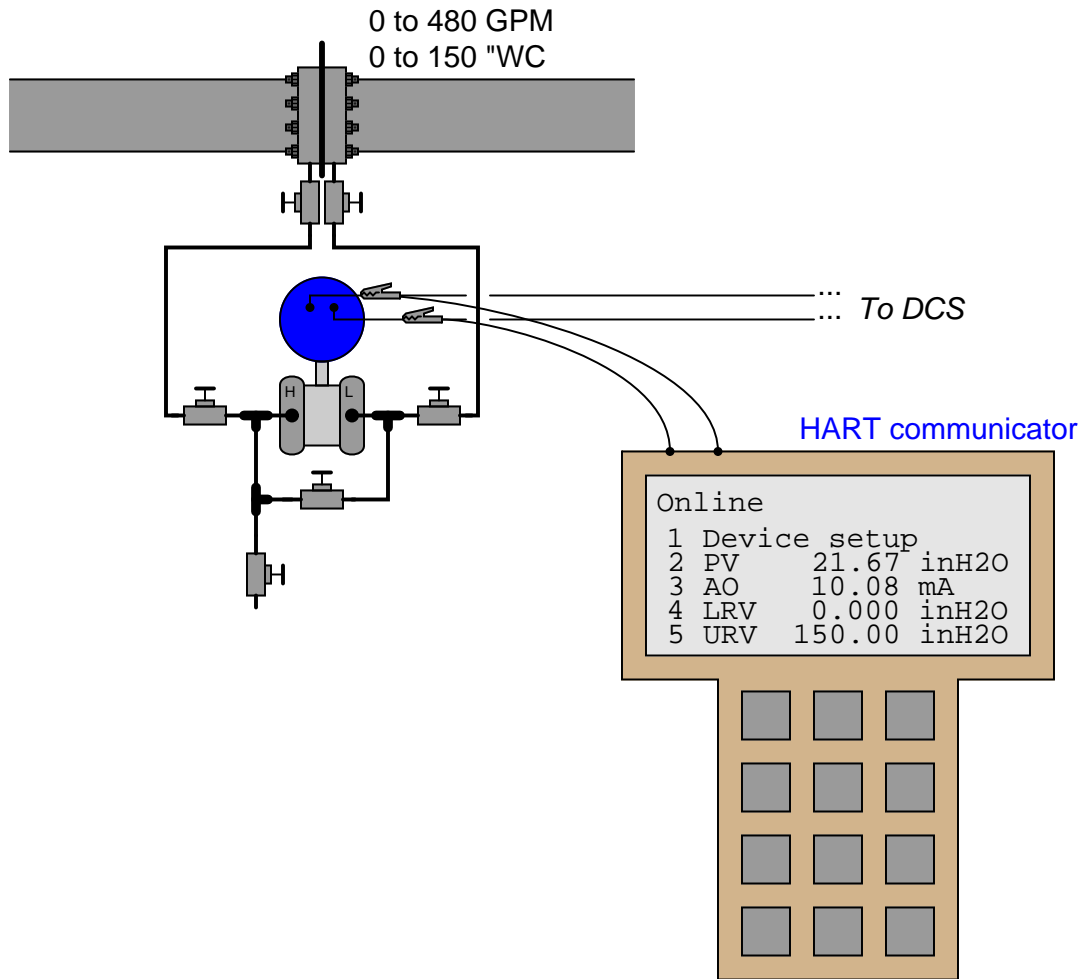 0 to 480 GPM
0 to 150 "WC
... To DCS
...
H L
HART communicator
Online
1 Device setup
2 PV 21.67 inH2O
3 AO 10.08 mA
4 LRV 0.000 inH2O
5 URV 150.00 inH2O